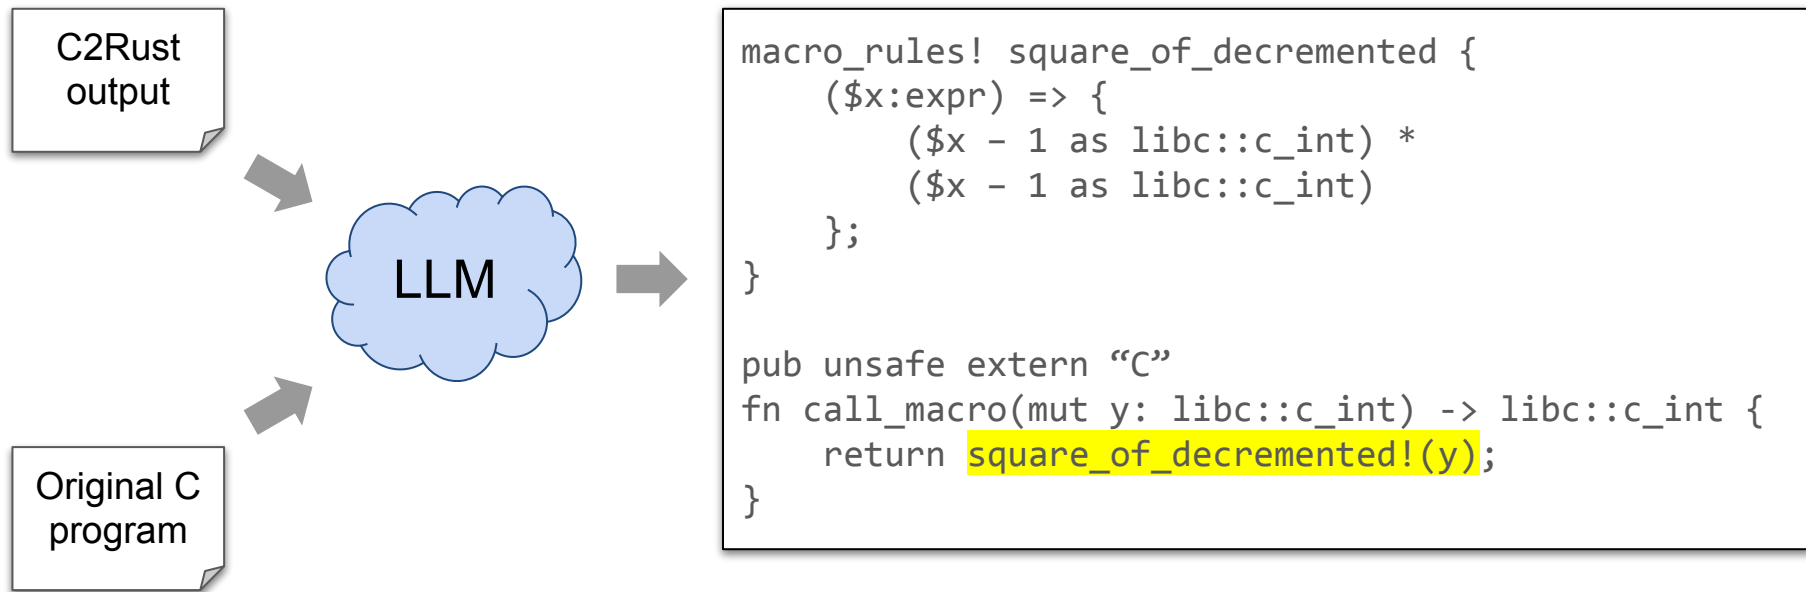 C2Rust
output
Original C
program
LLM
macro_rules! square_of_decremented {
    ($x:expr) => {
        ($x – 1 as libc::c_int) *
        ($x – 1 as libc::c_int)
    };
}
pub unsafe extern “C”
fn call_macro(mut y: libc::c_int) -> libc::c_int {
    return square_of_decremented!(y);
}